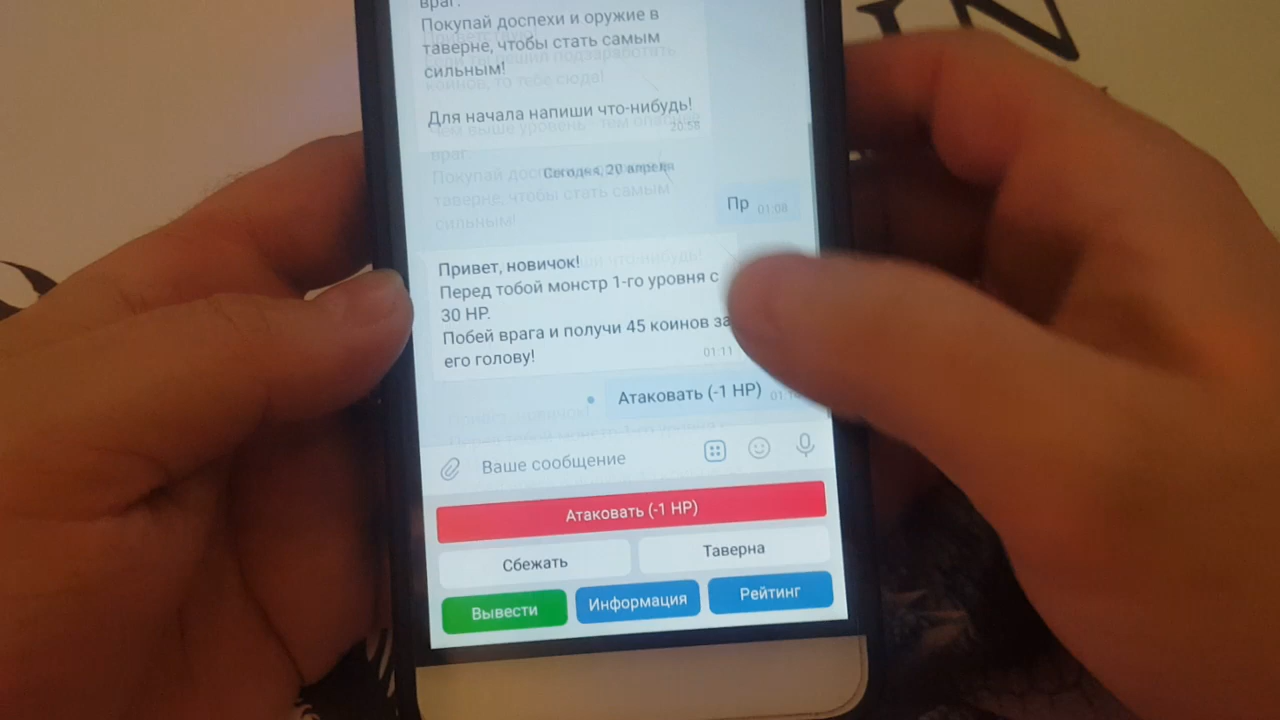 враг.
Покупай доспехи и оружие в
таверне, чтобы стать самым
сильным!
Для начала напиши что-нибудь!
20:58
Сегодня, 20 апреля
Пр 01:08
Привет, новичок!
Перед тобой монстр 1-го уровня с
30 HP.
Побей врага и получи 45 коинов за
его голову!
01:11
Атаковать (-1 HP)
Ваше сообщение
Атаковать (-1 HP)
Сбежать Таверна
Вывести Информация Рейтинг